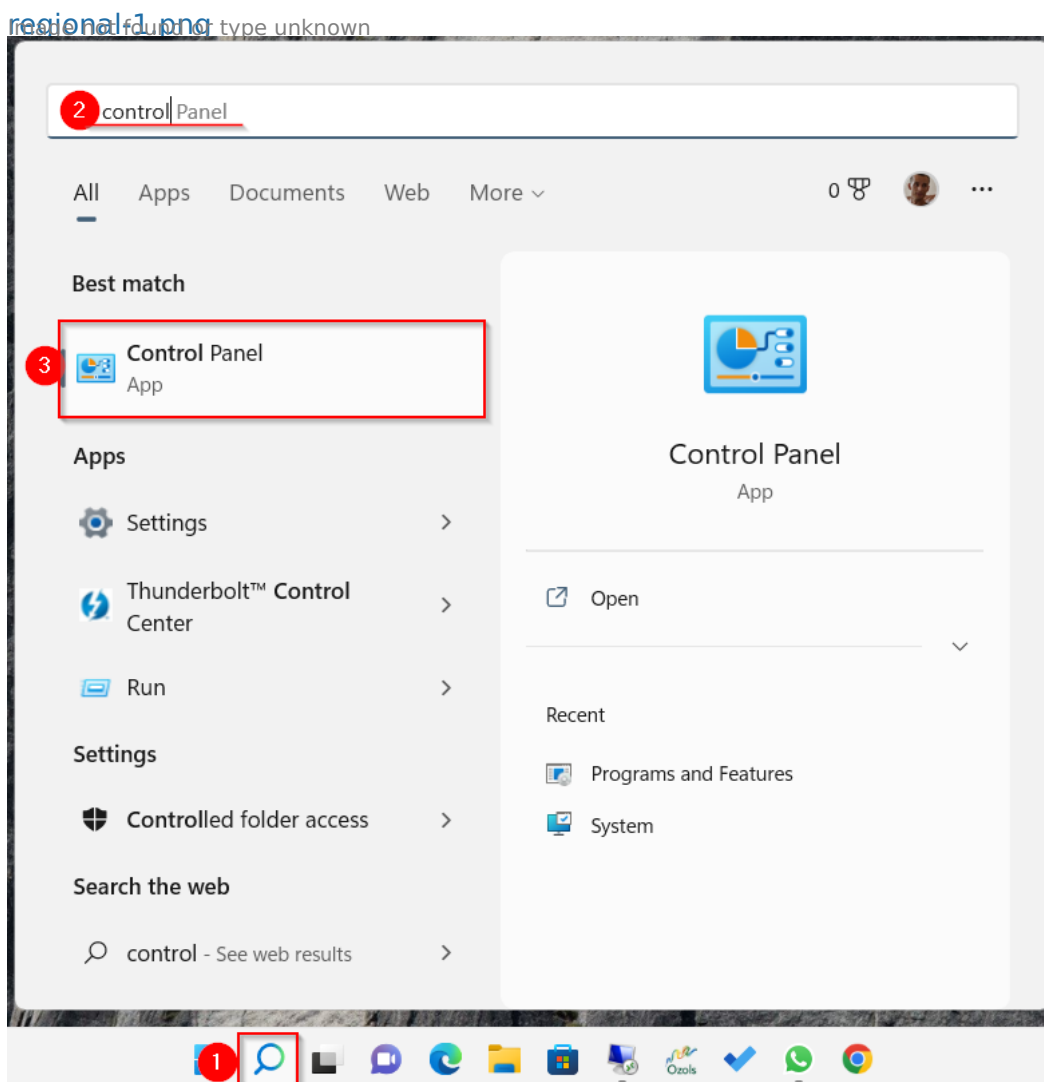 regional-1.png
Image not found or type unknown
2 control Panel
All Apps Documents Web More 0
Best match
3
Control Panel
App
Apps
Settings
Thunderbolt™ Control
Center
Run
Settings
Controlled folder access
Search the web
control - See web results
Control Panel
App
Open
Recent
Programs and Features
System
1
Ozols